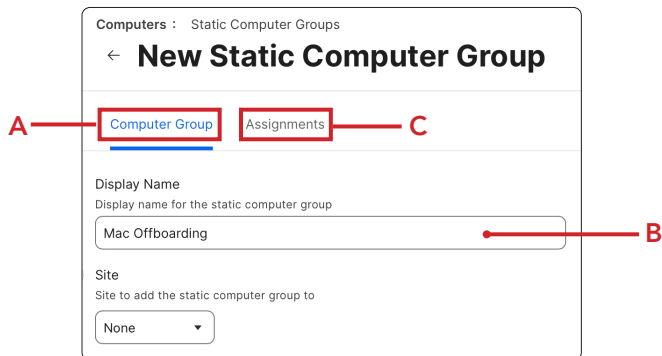 Computers : Static Computer Groups
← New Static Computer Group
A Computer Group Assignments C
Display Name
Display name for the static computer group
Mac Offboarding B
Site
Site to add the static computer group to
None